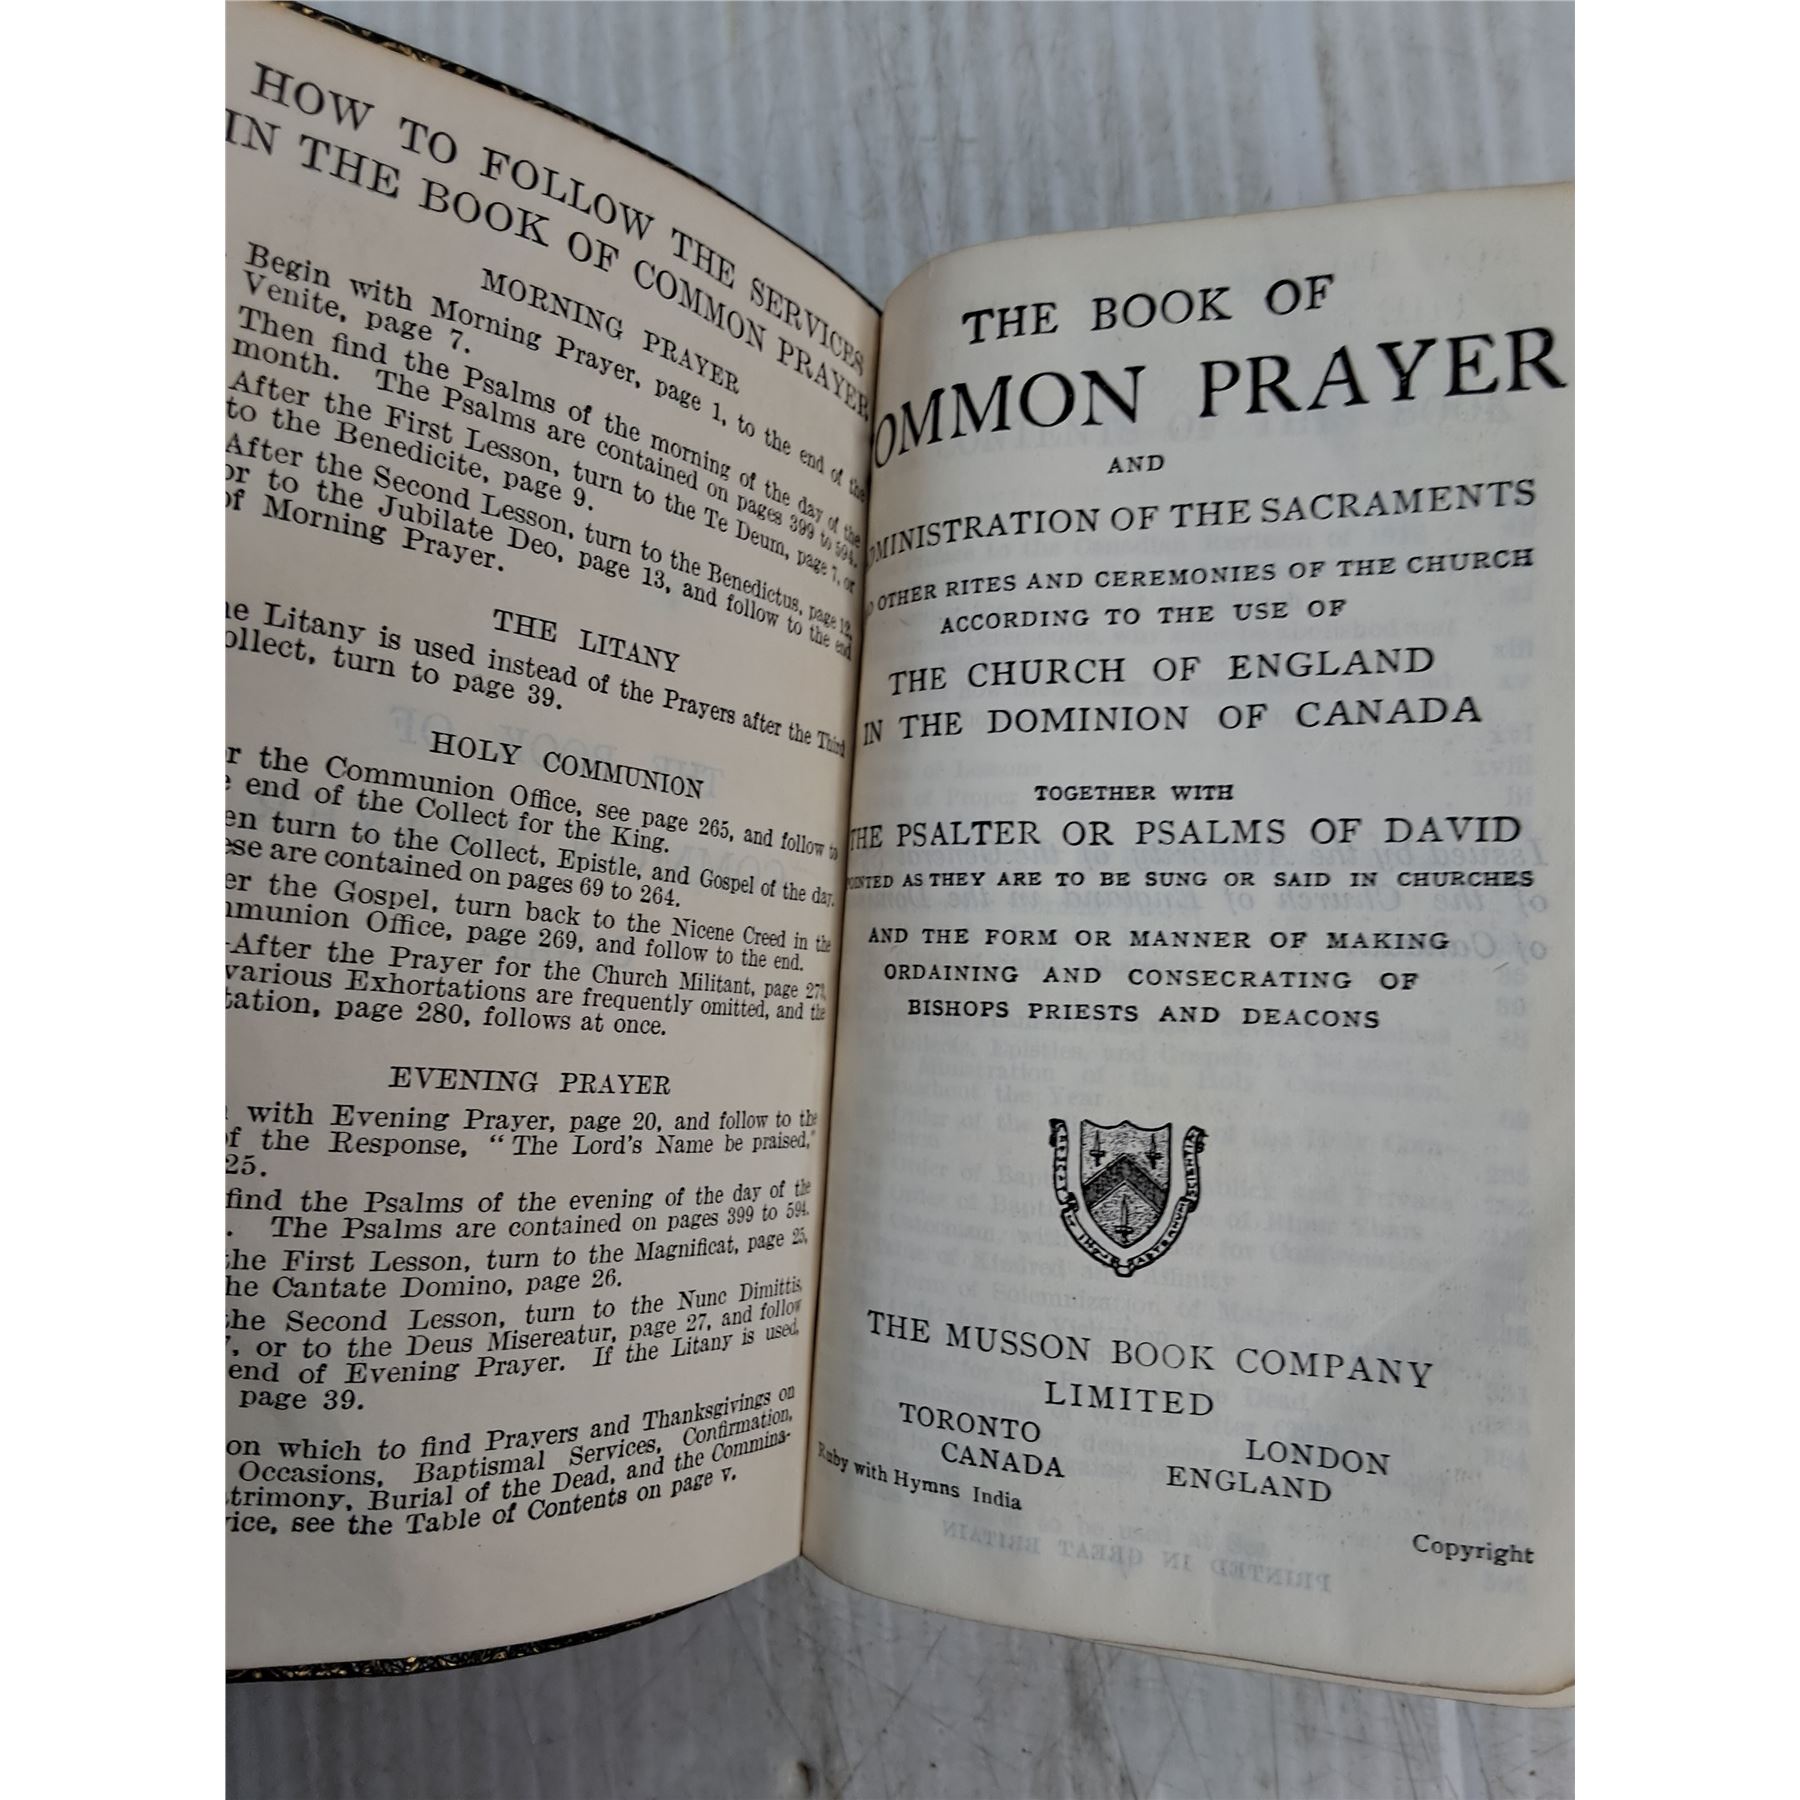 HOW TO FOLLOW THE SERVICES
IN THE BOOK OF COMMON PRAYER
MORNING PRAYER
Begin with Morning Prayer, page 1, to the end of the
Venite, page 7.
Then find the Psalms of the morning of the day of the
month. The Psalms are contained on pages 399 to 594.
After the First Lesson, turn to the Te Deum, page 7, or
to the Benedicite, page 9.
After the Second Lesson, turn to the Benedictus, page 12,
or to the Jubilate Deo, page 13, and follow to the end
of Morning Prayer.
THE LITANY
he Litany is used instead of the Prayers after the Third
ollect, turn to page 39.
HOLY COMMUNION
r the Communion Office, see page 265, and follow to
e end of the Collect for the King.
en turn to the Collect, Epistle, and Gospel of the day.
ese are contained on pages 69 to 264.
er the Gospel, turn back to the Nicene Creed in the
mmunion Office, page 269, and follow to the end.
-After the Prayer for the Church Militant, page 273,
various Exhortations are frequently omitted, and the
tation, page 280, follows at once.
EVENING PRAYER
with Evening Prayer, page 20, and follow to the
of the Response, "The Lord's Name be praised,"
25.
find the Psalms of the evening of the day of the
. The Psalms are contained on pages 399 to 594.
the First Lesson, turn to the Magnificat, page 25,
he Cantate Domino, page 26.
the Second Lesson, turn to the Nunc Dimittis,
7, or to the Deus Misereatur, page 27, and follow
end of Evening Prayer. If the Litany is used,
page 39.
on which to find Prayers and Thanksgivings on
Occasions, Baptismal Services, Confirmation,
trimony, Burial of the Dead, and the Commina-
ice, see the Table of Contents on page v.
THE BOOK OF
OMMON PRAYER
AND
DMINISTRATION OF THE SACRAMENTS
D OTHER RITES AND CEREMONIES OF THE CHURCH
ACCORDING TO THE USE OF
THE CHURCH OF ENGLAND
IN THE DOMINION OF CANADA
TOGETHER WITH
THE PSALTER OR PSALMS OF DAVID
OINTED AS THEY ARE TO BE SUNG OR SAID IN CHURCHES
AND THE FORM OR MANNER OF MAKING
ORDAINING AND CONSECRATING OF
BISHOPS PRIESTS AND DEACONS
THE MUSSON BOOK COMPANY
LIMITED
TORONTO LONDON
CANADA ENGLAND
Ruby with Hymns India
Copyright
PRINTED IN GREAT BRITAIN